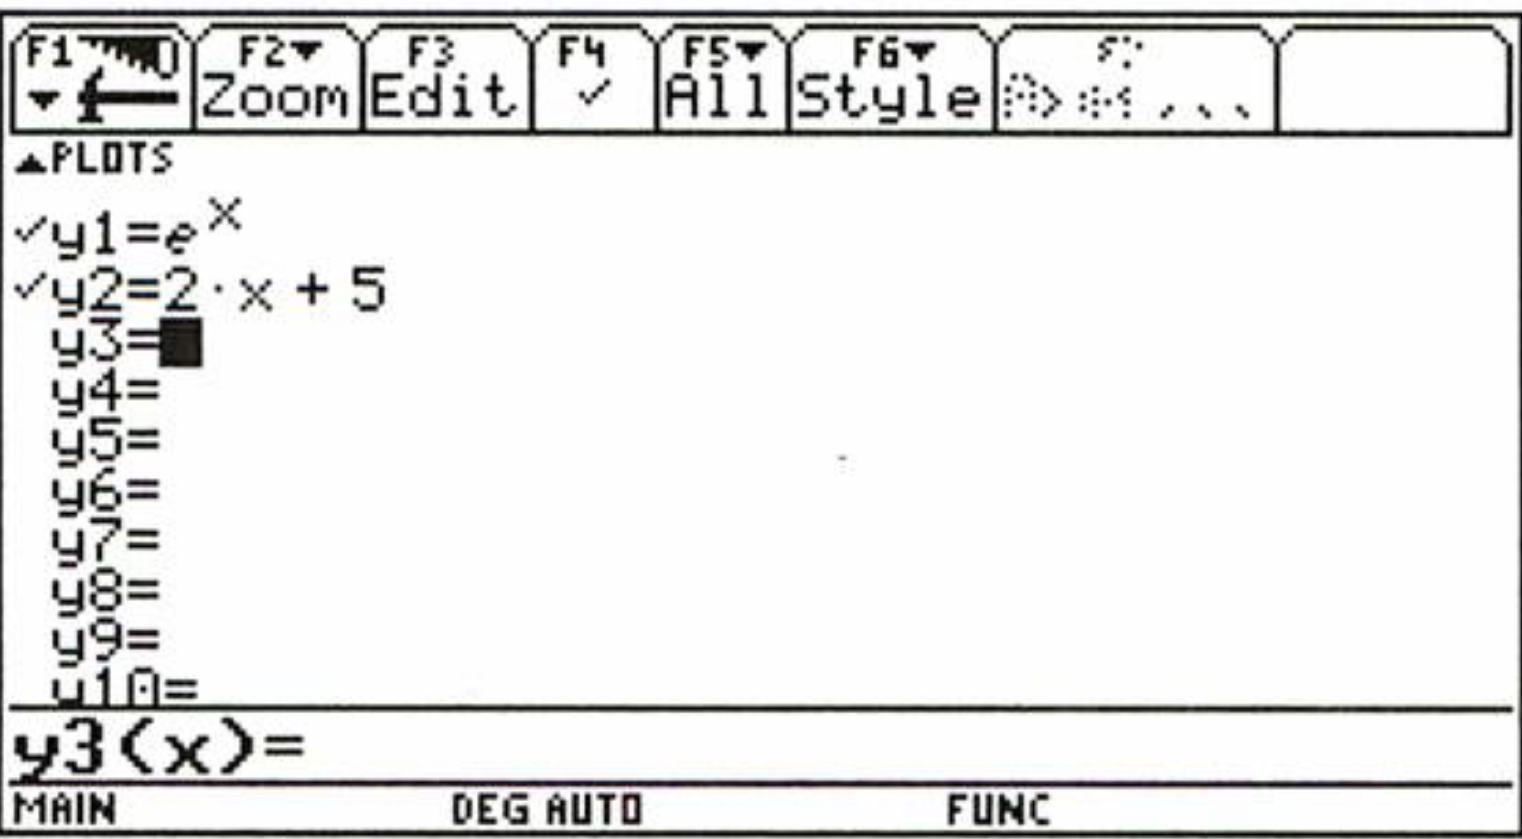 F1 F2▼ F3 F4 F5▼ F6▼
▼ Zoom Edit ✓ All Style
▲PLOTS
✓y1=e^x
✓y2=2·x + 5
y3=
y4=
y5=
y6=
y7=
y8=
y9=
y10=
y3(x)=
MAIN DEG AUTO FUNC